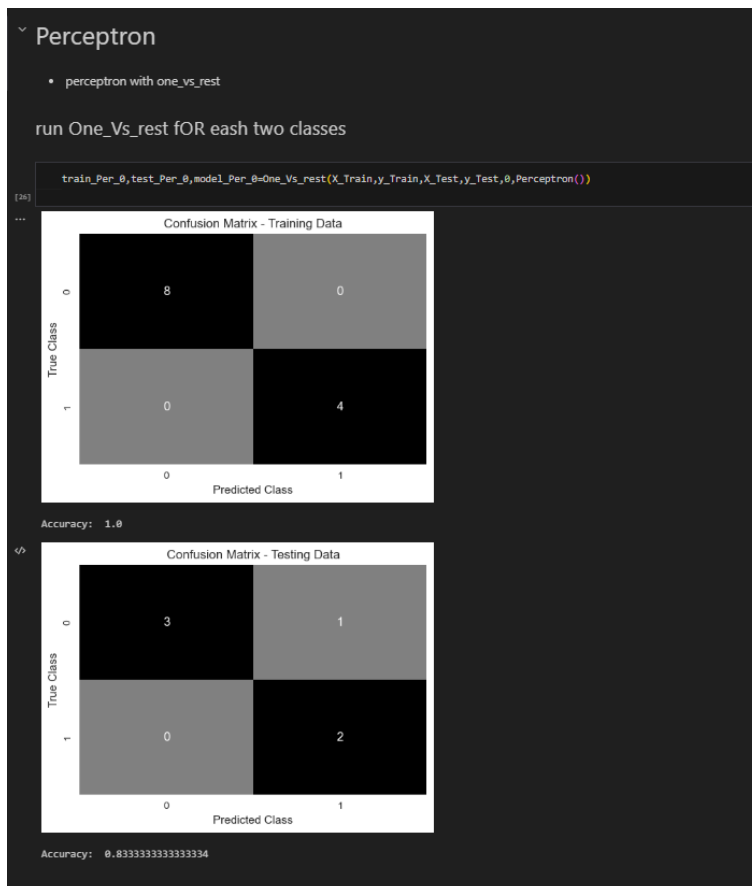 Perceptron
• perceptron with one_vs_rest
run One_Vs_rest fOR eash two classes
train_Per_0,test_Per_0,model_Per_0=One_Vs_rest(X_Train,y_Train,X_Test,y_Test,0,Perceptron())
[26]
...
Confusion Matrix - Training Data
True Class
0
8
0
1
0
4
0
1
Predicted Class
Accuracy: 1.0
</>
Confusion Matrix - Testing Data
True Class
0
3
1
1
0
2
0
1
Predicted Class
Accuracy: 0.8333333333333334